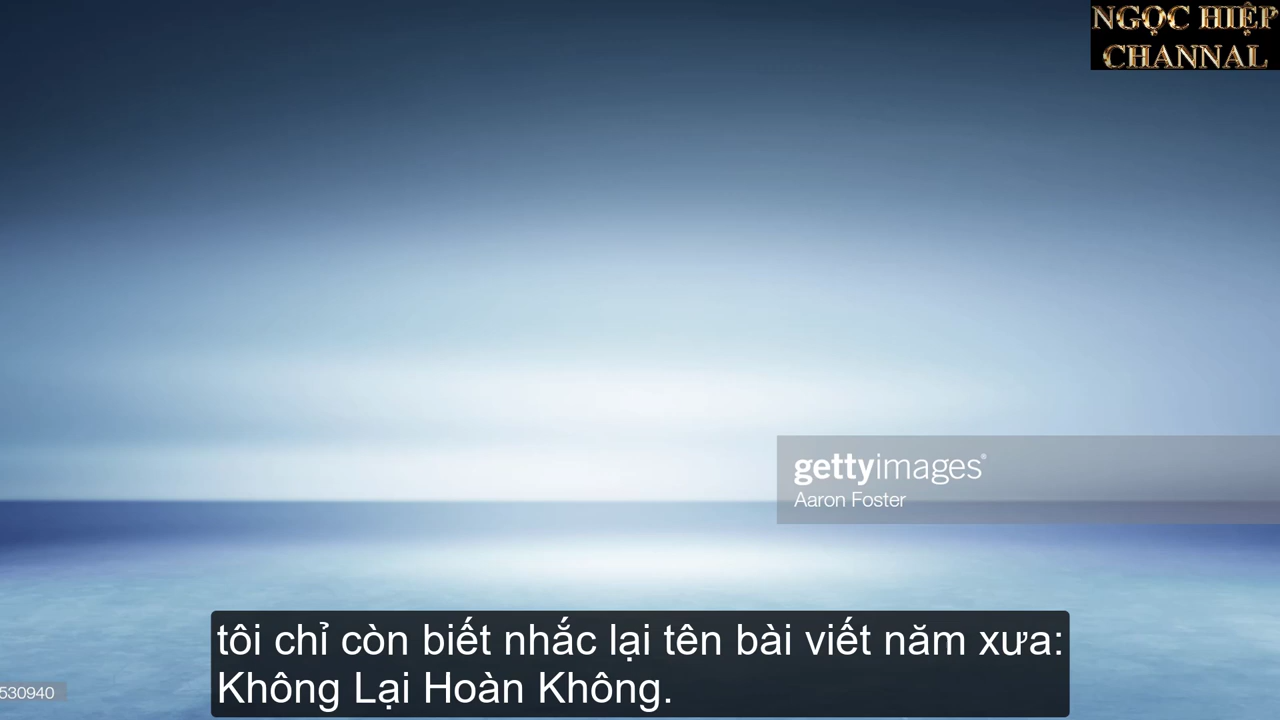 NGỌC HIỆP
CHANNAL
gettyimages®
Aaron Foster
530940
tôi chỉ còn biết nhắc lại tên bài viết năm xưa:
Không Lại Hoàn Không.